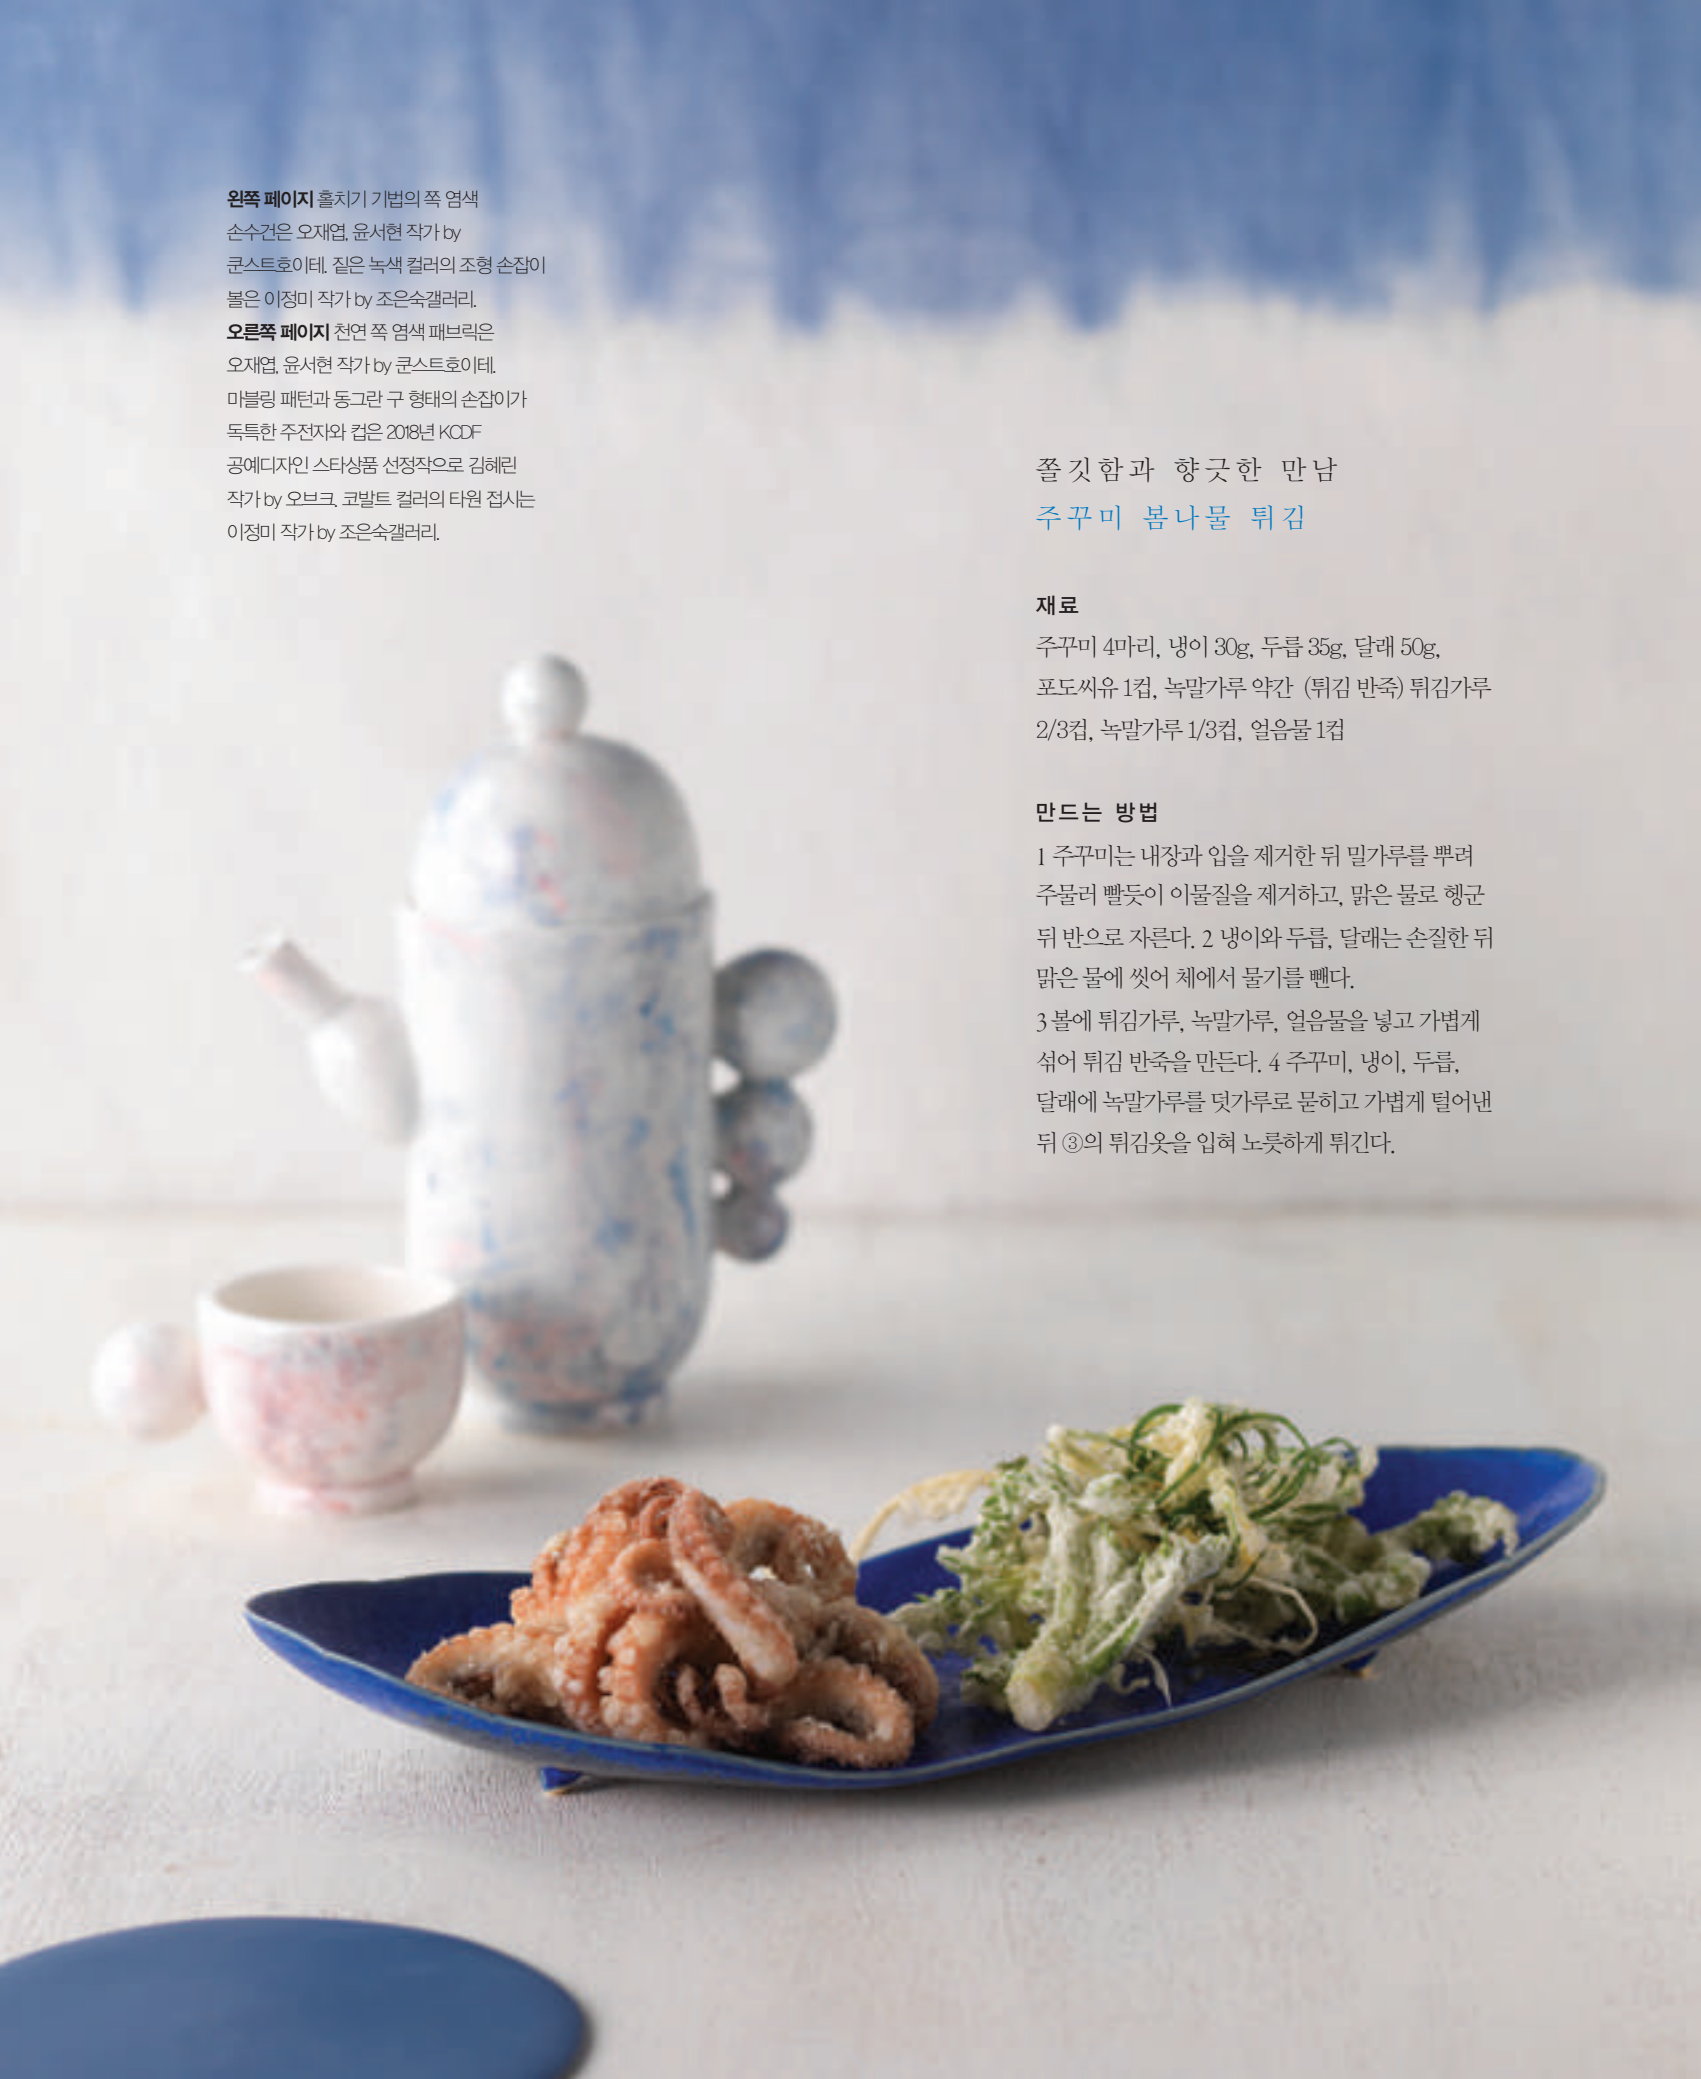 왼쪽 페이지 홀치기 기법의 쪽 염색
손수건은 오재엽, 윤서현 작가 by
쿤스트호이테. 짙은 녹색 컬러의 조형 손잡이
볼은 이정미 작가 by 조은숙갤러리.
오른쪽 페이지 천연 쪽 염색 패브릭은
오재엽, 윤서현 작가 by 쿤스트호이테.
마블링 패턴과 동그란 구 형태의 손잡이가
독특한 주전자와 컵은 2018년 KCDF
공예디자인 스타상품 선정작으로 김혜린
작가 by 오브크. 코발트 컬러의 타원 접시는
이정미 작가 by 조은숙갤러리.
쫄깃함과 향긋한 만남
주꾸미 봄나물 튀김
재료
주꾸미 4마리, 냉이 30g, 두릅 35g, 달래 50g,
포도씨유 1컵, 녹말가루 약간 (튀김 반죽) 튀김가루
2/3컵, 녹말가루 1/3컵, 얼음물 1컵
만드는 방법
1 주꾸미는 내장과 입을 제거한 뒤 밀가루를 뿌려
주물러 빨듯이 이물질을 제거하고, 맑은 물로 헹군
뒤 반으로 자른다. 2 냉이와 두릅, 달래는 손질한 뒤
맑은 물에 씻어 체에서 물기를 뺀다.
3 볼에 튀김가루, 녹말가루, 얼음물을 넣고 가볍게
섞어 튀김 반죽을 만든다. 4 주꾸미, 냉이, 두릅,
달래에 녹말가루를 덧가루로 묻히고 가볍게 털어낸
뒤 ③의 튀김옷을 입혀 노릇하게 튀긴다.